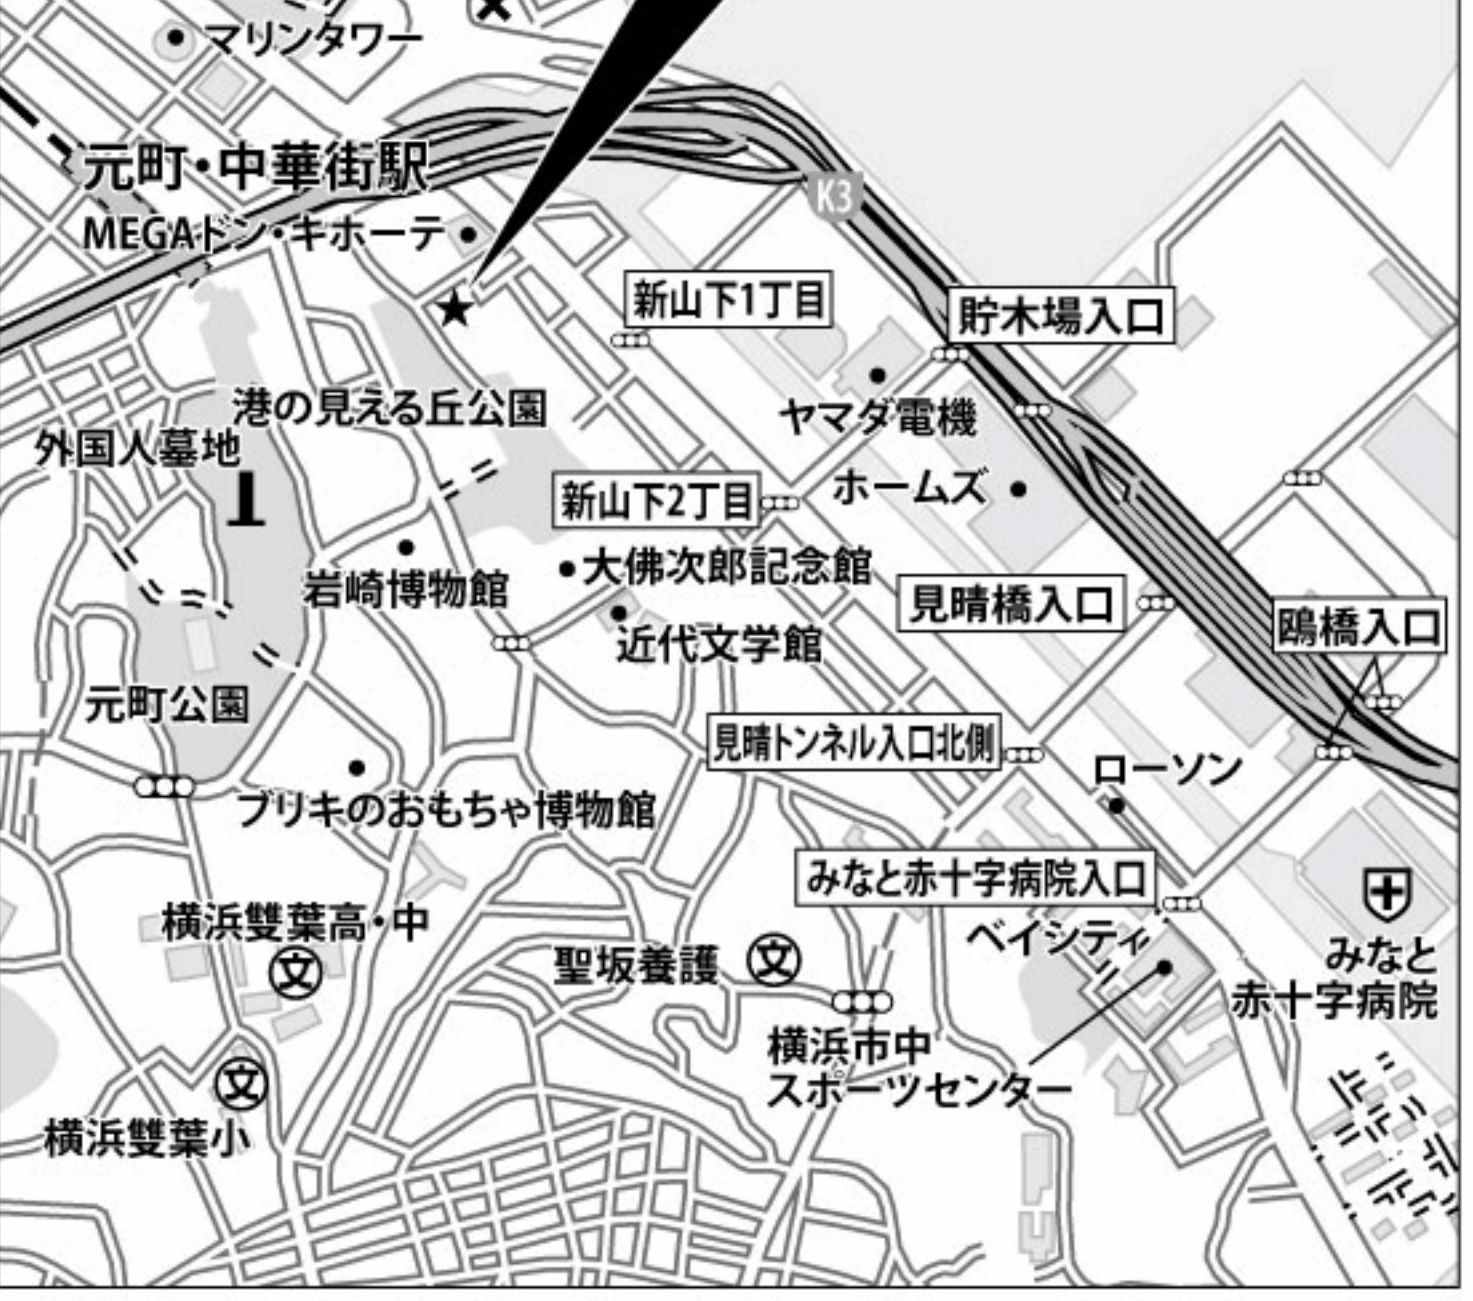 マリンタワー
元町・中華街駅
K3
MEGAドン・キホーテ
新山下1丁目
貯木場入口
港の見える丘公園
ヤマダ電機
外国人墓地
ホームズ
新山下2丁目
大佛次郎記念館
岩崎博物館
見晴橋入口
鴎橋入口
近代文学館
元町公園
見晴トンネル入口北側
ローソン
ブリキのおもちゃ博物館
みなと赤十字病院入口
横浜雙葉高・中
文
ベイシティ
聖坂養護
文
みなと
赤十字病院
横浜市中
スポーツセンター
文
横浜雙葉小